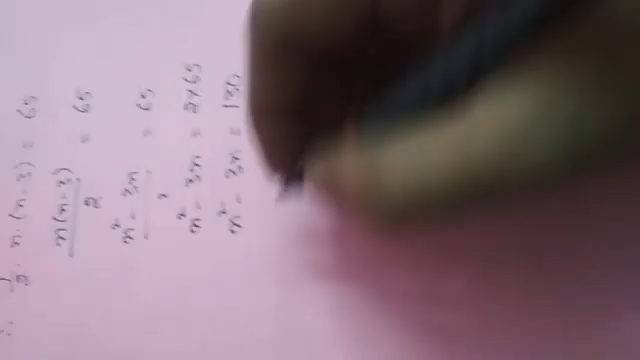 ∴ 1/2 · n · (n - 3) = 65
n(n-3)/2 = 65
n² - 3n / 2 = 65
n² - 3n = 2×65
n² - 3n = 130